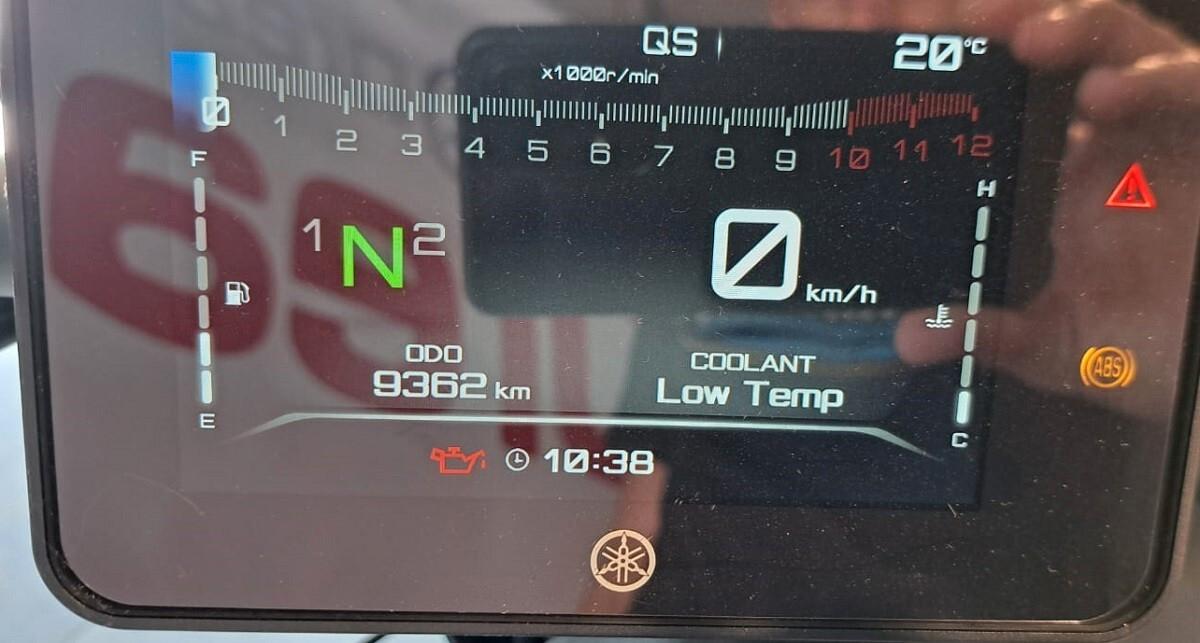 QS
20°C
x1000r/min
0 1 2 3 4 5 6 7 8 9 10 11 12
F
H
1 N 2
0 km/h
ODO
9362 km
COOLANT
Low Temp
ABS
E
C
10:38
69